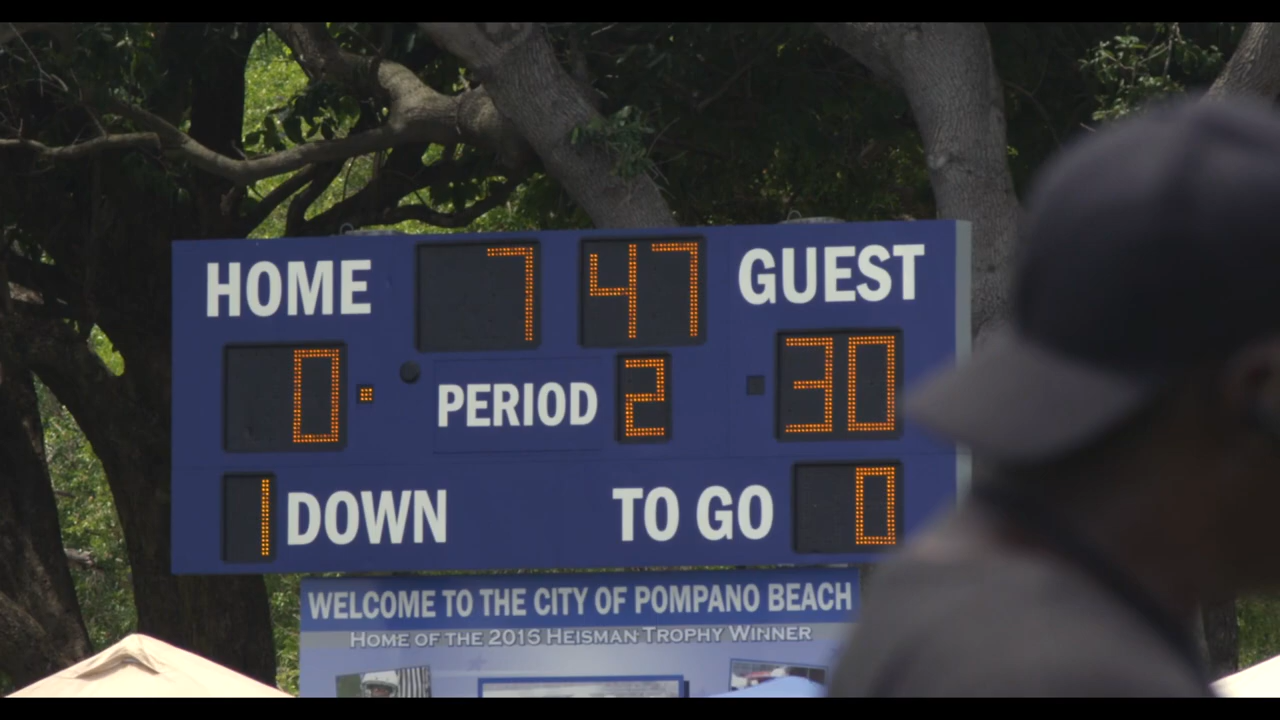 HOME 7 47 GUEST
0 PERIOD 2 30
1 DOWN TO GO 0
WELCOME TO THE CITY OF POMPANO BEACH
HOME OF THE 2015 HEISMAN TROPHY WINNER